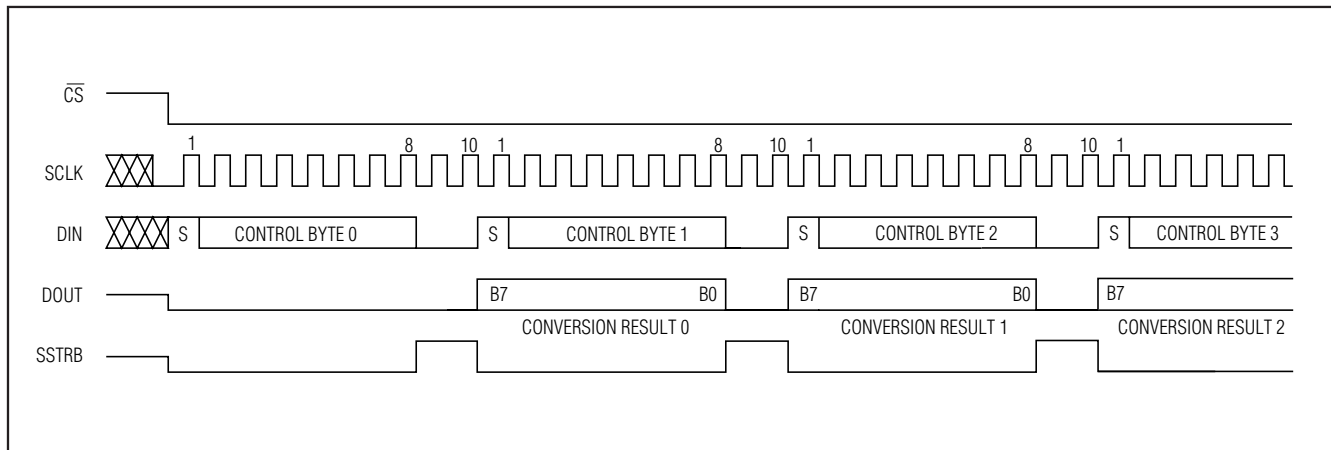 CS
1 8 10 1 8 10 1 8 10 1
SCLK
DIN S CONTROL BYTE 0 S CONTROL BYTE 1 S CONTROL BYTE 2 S CONTROL BYTE 3
DOUT B7 B0 B7 B0 B7
CONVERSION RESULT 0 CONVERSION RESULT 1 CONVERSION RESULT 2
SSTRB